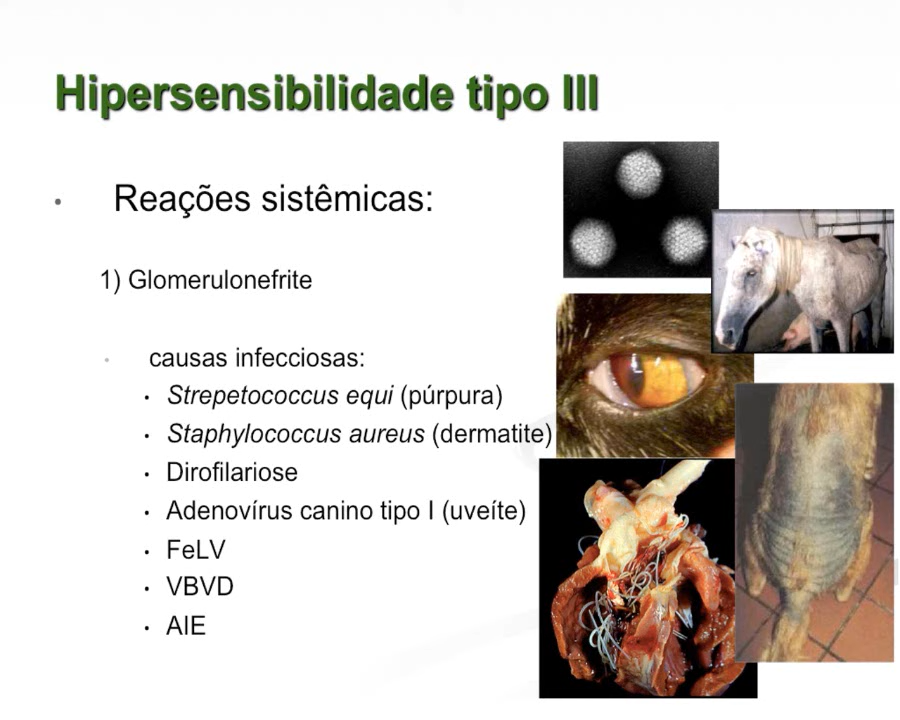 Hipersensibilidade tipo III
• Reações sistêmicas:
1) Glomerulonefrite
• causas infecciosas:
• Strepetococcus equi (púrpura)
• Staphylococcus aureus (dermatite)
• Dirofilariose
• Adenovírus canino tipo I (uveíte)
• FeLV
• VBVD
• AIE